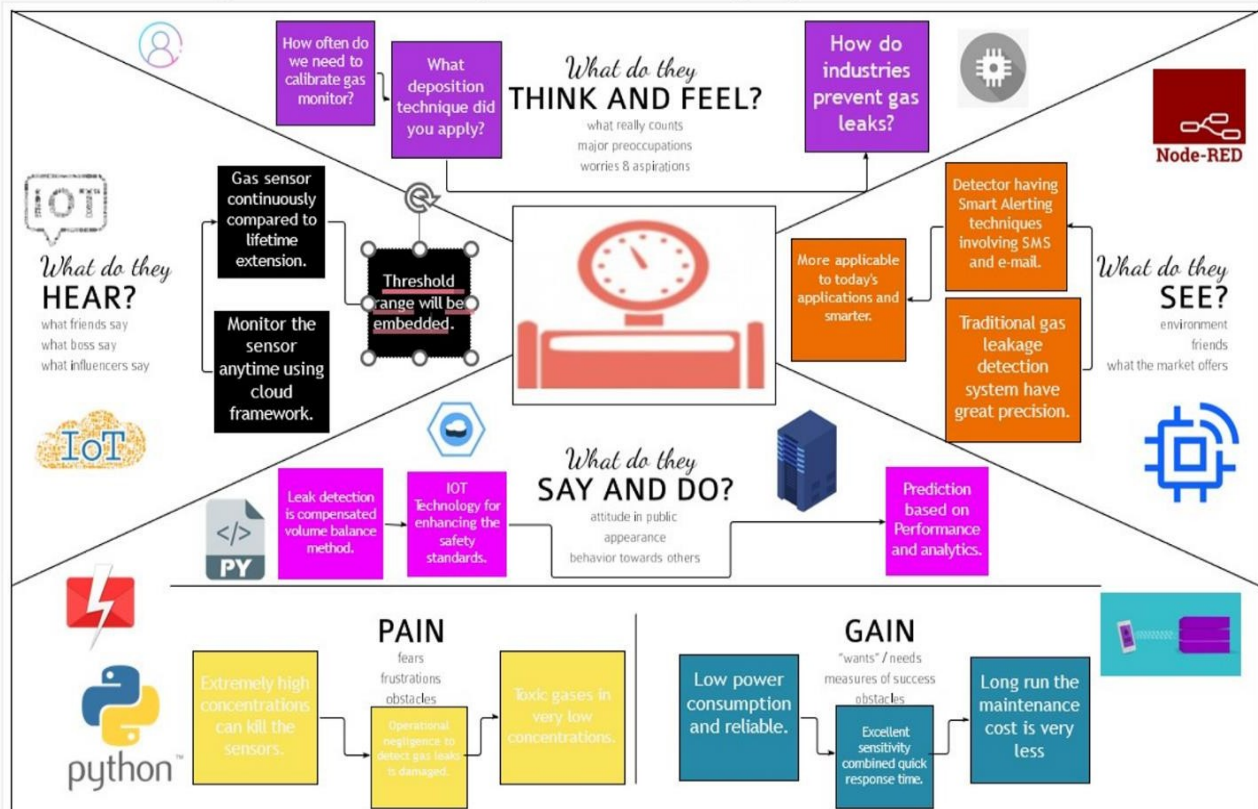 How often do
we need to
calibrate gas
monitor?
What
deposition
technique did
you apply?
What do they
THINK AND FEEL?
what really counts
major preoccupations
worries & aspirations
How do
industries
prevent gas
leaks?
Node-RED
IOT
What do they
HEAR?
what friends say
what boss say
what influencers say
IoT
Gas sensor
continuously
compared to
lifetime
extension.
Threshold
range will be
embedded.
Monitor the
sensor
anytime using
cloud
framework.
More applicable
to today's
applications and
smarter.
Detector having
Smart Alerting
techniques
involving SMS
and e-mail.
Traditional gas
leakage
detection
system have
great precision.
What do they
SEE?
environment
friends
what the market offers
What do they
SAY AND DO?
attitude in public
appearance
behavior towards others
</>
PY
Leak detection
is compensated
volume balance
method.
IOT
Technology for
enhancing the
safety
standards.
Prediction
based on
Performance
and analytics.
PAIN
fears
frustrations
obstacles
python™
Extremely high
concentrations
can kill the
sensors.
Operational
negligence to
detect gas leaks
is damaged.
Toxic gases in
very low
concentrations.
GAIN
"wants" / needs
measures of success
obstacles
Low power
consumption
and reliable.
Excellent
sensitivity
combined quick
response time.
Long run the
maintenance
cost is very
less